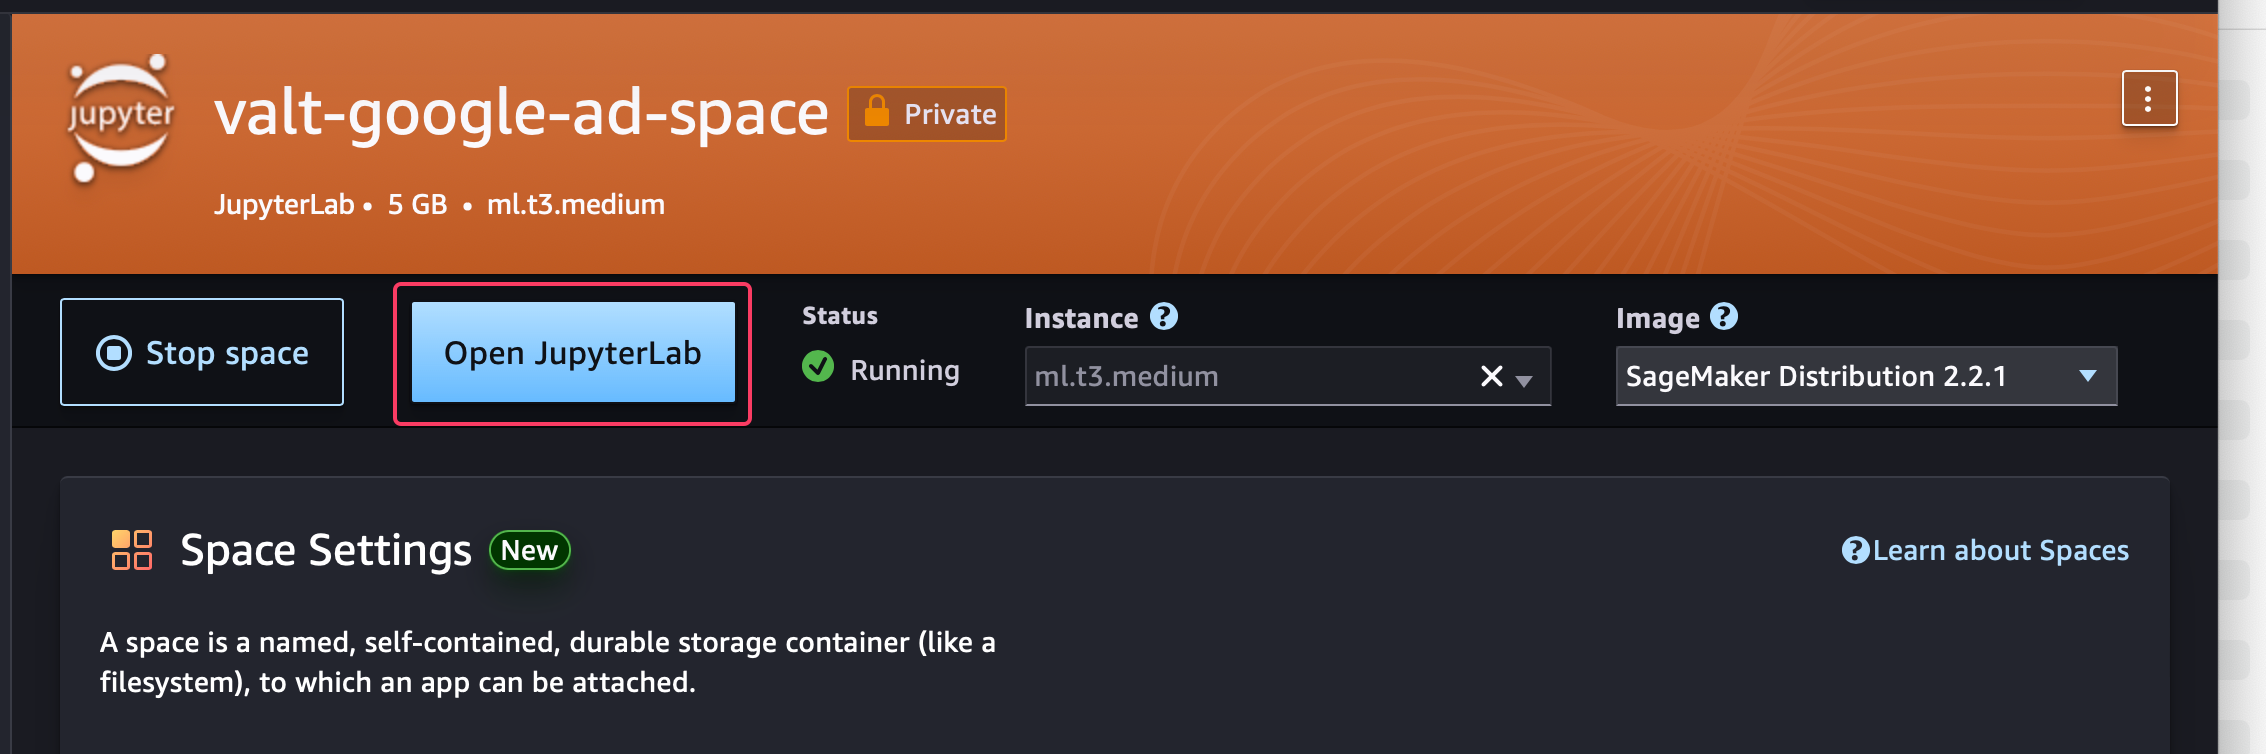 jupyter
valt-google-ad-space
Private
JupyterLab • 5 GB • ml.t3.medium
Stop space
Open JupyterLab
Status
Running
Instance ?
ml.t3.medium
Image ?
SageMaker Distribution 2.2.1
Space Settings New
?Learn about Spaces
A space is a named, self-contained, durable storage container (like a
filesystem), to which an app can be attached.